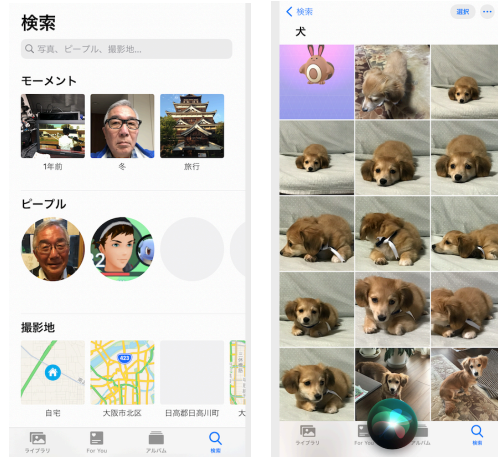 検索
写真、ピープル、撮影地...
モーメント
1年前
冬
旅行
ピープル
2
撮影地
423
自宅
大阪市北区
日高郡日高川町
大
ライブラリ
For You
アルバム
検索
検索
選択
犬
ライブラリ
For You
アルバム
検索